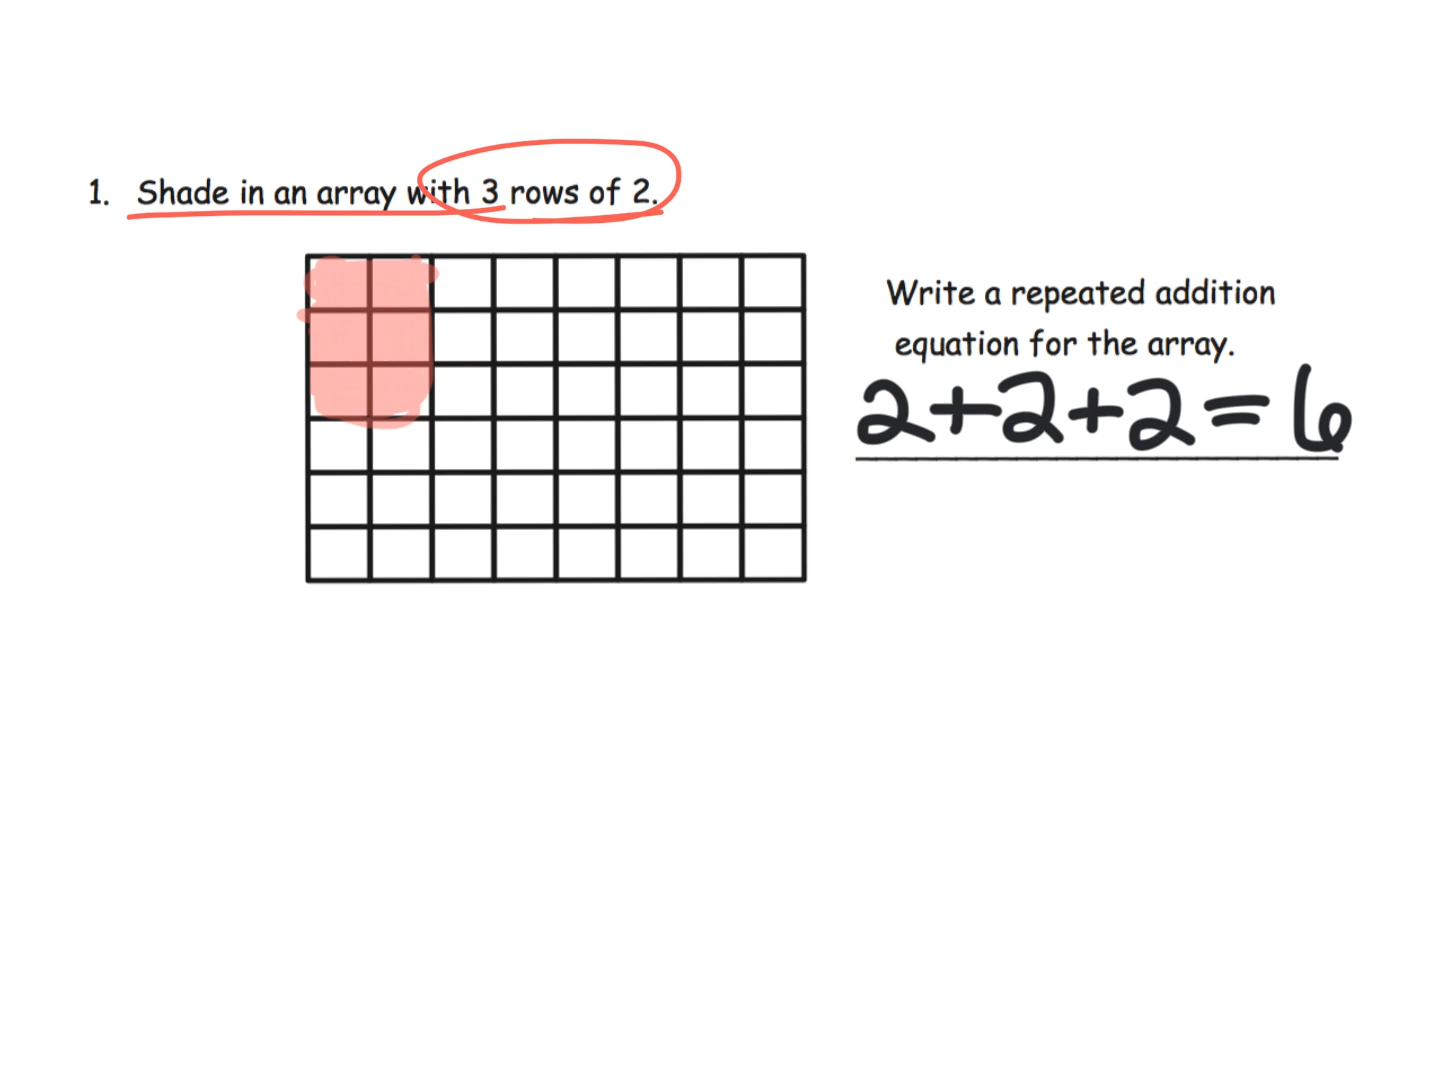 1. Shade in an array with 3 rows of 2.
Write a repeated addition
equation for the array.
2+2+2=6